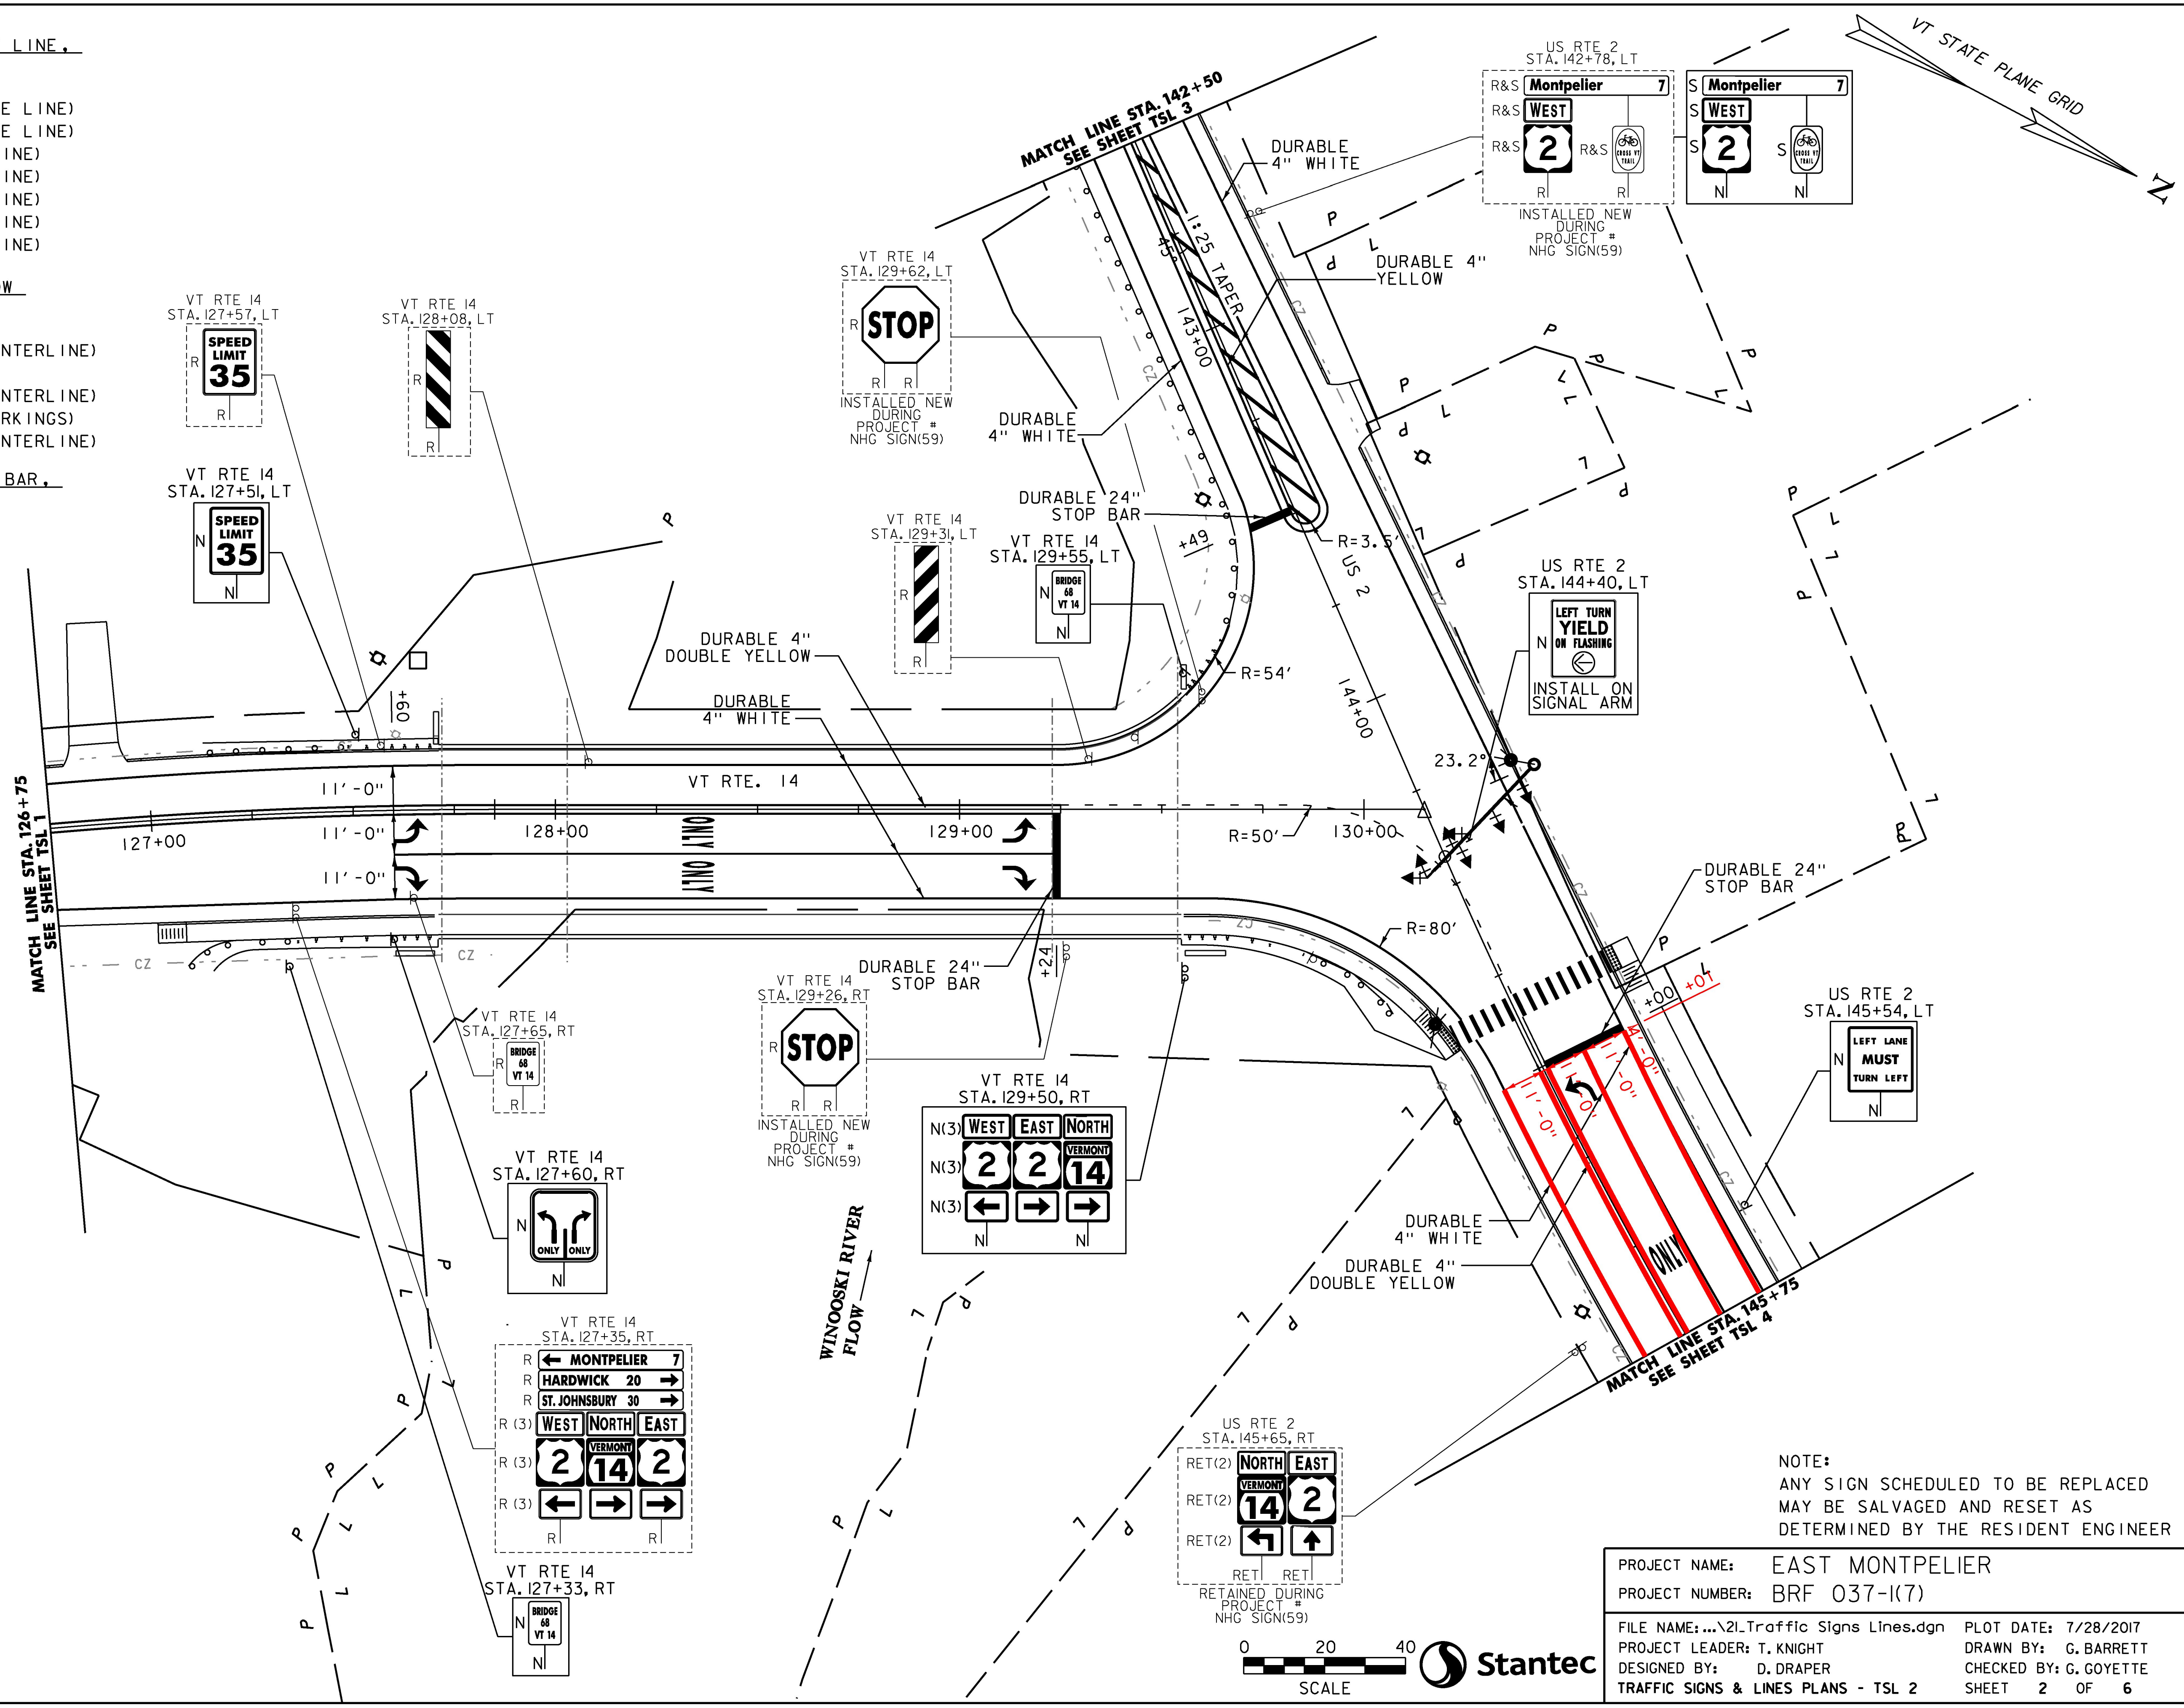 LINE,
E LINE)
E LINE)
INE)
INE)
INE)
INE)
INE)
OW
NTERLINE)
NTERLINE)
RKINGS)
NTERLINE)
BAR,
VT RTE 14
STA. 127+57, LT
R
SPEED
LIMIT
35
R
VT RTE 14
STA. 128+08, LT
R
R
VT RTE 14
STA. 127+51, LT
N
SPEED
LIMIT
35
N
VT RTE 14
STA. 129+62, LT
R
STOP
R R
INSTALLED NEW
DURING
PROJECT #
NHG SIGN(59)
MATCH LINE STA. 142+50
SEE SHEET TSL 3
DURABLE
4" WHITE
US RTE 2
STA. 142+78, LT
R&S Montpelier 7
R&S WEST
R&S 2 R&S CROSS VT
TRAIL
R R
INSTALLED NEW
DURING
PROJECT #
NHG SIGN(59)
S Montpelier 7
S WEST
S 2 S CROSS VT
TRAIL
N N
VT STATE PLANE GRID
N
1:25 TAPER
45°
143+00
DURABLE 4"
YELLOW
DURABLE
4" WHITE
DURABLE 24"
STOP BAR
+49
R=3.5'
US 2
VT RTE 14
STA. 129+31, LT
R
R
VT RTE 14
STA. 129+55, LT
N
BRIDGE
68
VT 14
N
R=54'
144+00
US RTE 2
STA. 144+40, LT
N
LEFT TURN
YIELD
ON FLASHING
INSTALL ON
SIGNAL ARM
23.2°
DURABLE 4"
DOUBLE YELLOW
DURABLE
4" WHITE
+60
VT RTE. 14
11'-0"
11'-0"
11'-0"
127+00
128+00
129+00
130+00
ONLY ONLY
R=50'
R=80'
MATCH LINE STA. 126+75
SEE SHEET TSL 1
CZ
CZ
CZ
DURABLE 24"
STOP BAR
+24
DURABLE 24"
STOP BAR
+00
+01
4'-0"
11'-0"
11'-0"
11'-0"
US RTE 2
STA. 145+54, LT
N
LEFT LANE
MUST
TURN LEFT
N
VT RTE 14
STA. 127+65, RT
R
BRIDGE
68
VT 14
R
VT RTE 14
STA. 129+26, RT
R
STOP
R R
INSTALLED NEW
DURING
PROJECT #
NHG SIGN(59)
VT RTE 14
STA. 129+50, RT
N(3) WEST EAST NORTH
N(3) 2 2 VERMONT 14
N(3)
N N
VT RTE 14
STA. 127+60, RT
N
ONLY ONLY
N
WINOOSKI RIVER
FLOW
DURABLE
4" WHITE
DURABLE 4"
DOUBLE YELLOW
ONLY
MATCH LINE STA. 145+75
SEE SHEET TSL 4
VT RTE 14
STA. 127+35, RT
R MONTPELIER 7
R HARDWICK 20
R ST. JOHNSBURY 30
R (3) WEST NORTH EAST
R (3) 2 VERMONT 14 2
R (3)
R R
VT RTE 14
STA. 127+33, RT
N
BRIDGE
68
VT 14
N
US RTE 2
STA. 145+65, RT
RET(2) NORTH EAST
RET(2) VERMONT 14 2
RET(2)
RET RET
RETAINED DURING
PROJECT #
NHG SIGN(59)
0 20 40
SCALE
Stantec
NOTE:
ANY SIGN SCHEDULED TO BE REPLACED
MAY BE SALVAGED AND RESET AS
DETERMINED BY THE RESIDENT ENGINEER
PROJECT NAME: EAST MONTPELIER
PROJECT NUMBER: BRF 037-1(7)
FILE NAME: ...\21_Traffic Signs Lines.dgn PLOT DATE: 7/28/2017
PROJECT LEADER: T. KNIGHT DRAWN BY: G. BARRETT
DESIGNED BY: D. DRAPER CHECKED BY: G. GOYETTE
TRAFFIC SIGNS & LINES PLANS - TSL 2 SHEET 2 OF 6